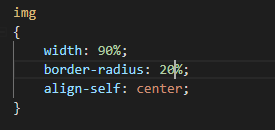 img
{
    width: 90%;
    border-radius: 20%;
    align-self: center;
}